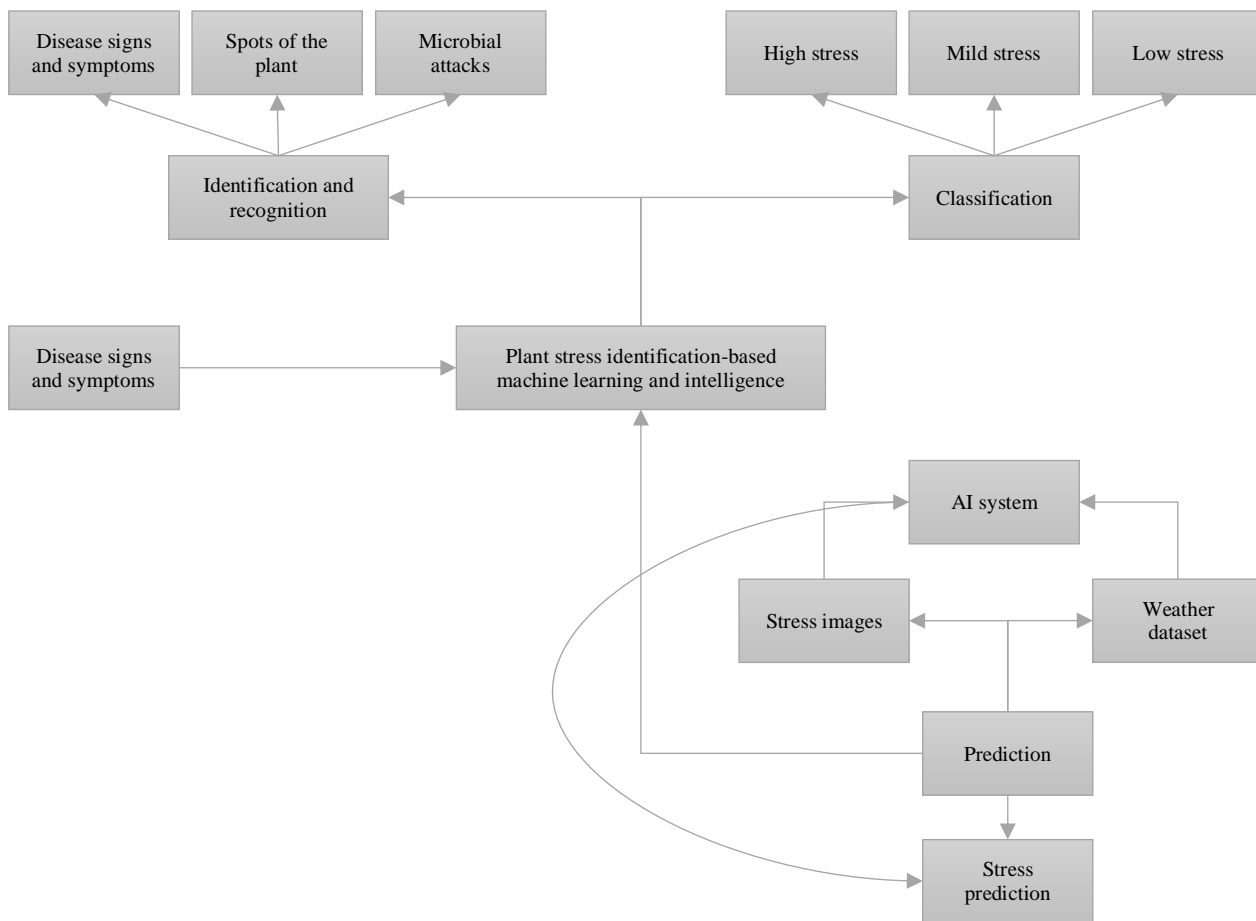 Disease signs
and symptoms
Spots of the
plant
Microbial
attacks
High stress
Mild stress
Low stress
Identification and
recognition
Classification
Disease signs
and symptoms
Plant stress identification-based
machine learning and intelligence
AI system
Stress images
Weather
dataset
Prediction
Stress
prediction